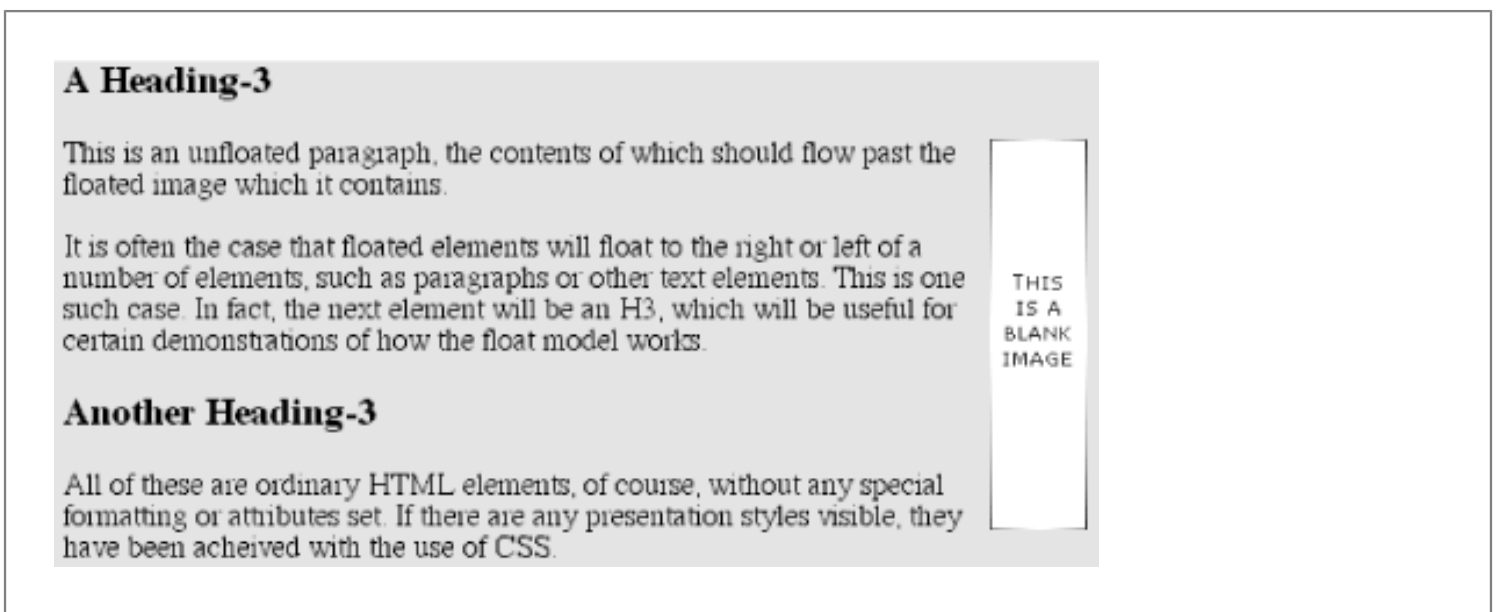 A Heading-3
This is an unfloated paragraph, the contents of which should flow past the
floated image which it contains.
It is often the case that floated elements will float to the right or left of a
number of elements, such as paragraphs or other text elements. This is one
such case. In fact, the next element will be an H3, which will be useful for
certain demonstrations of how the float model works.
Another Heading-3
All of these are ordinary HTML elements, of course, without any special
formatting or attributes set. If there are any presentation styles visible, they
have been acheived with the use of CSS.
THIS
IS A
BLANK
IMAGE